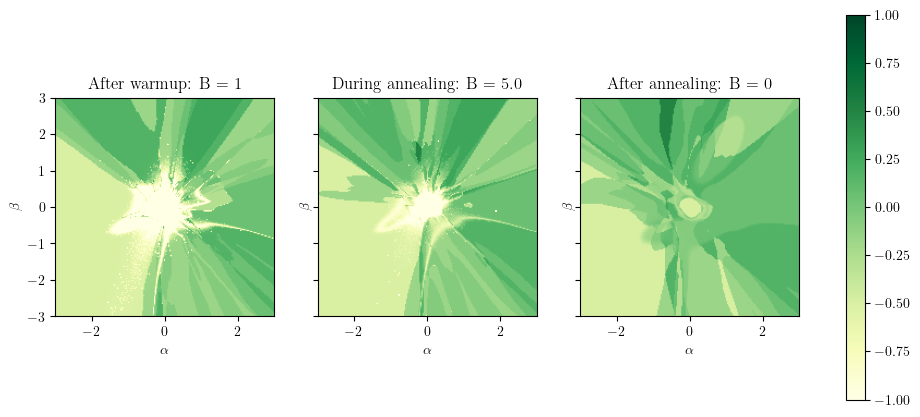 After warmup: B = 1
During annealing: B = 5.0
After annealing: B = 0
3
2
1
0
−1
−2
−3
β
β
β
−2
0
2
−2
0
2
−2
0
2
α
α
α
1.00
0.75
0.50
0.25
0.00
−0.25
−0.50
−0.75
−1.00